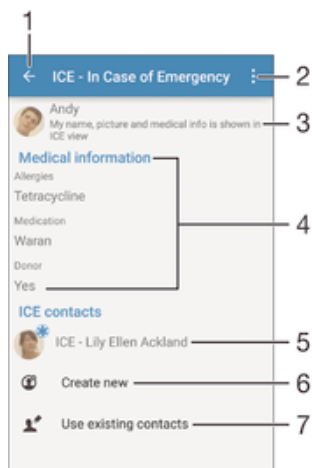 1
ICE - In Case of Emergency
2
Andy
My name, picture and medical info is shown in
ICE view
3
Medical information
Allergies
Tetracycline
Medication
Waran
Donor
Yes
4
ICE contacts
ICE - Lily Ellen Ackland
5
Create new
6
Use existing contacts
7